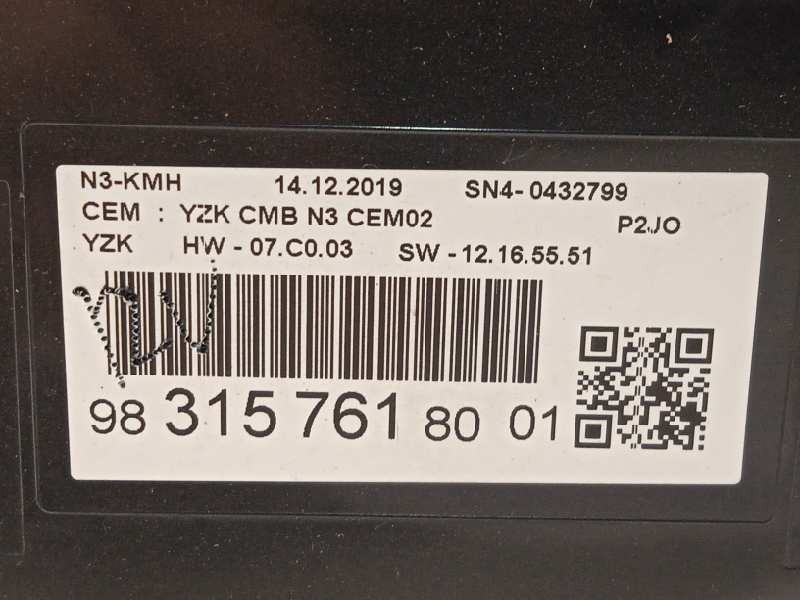 N3-KMH 14.12.2019 SN4-0432799
CEM : YZK CMB N3 CEM02 P2JO
YZK HW - 07.C0.03 SW - 12.16.55.51
98 315 761 80 01